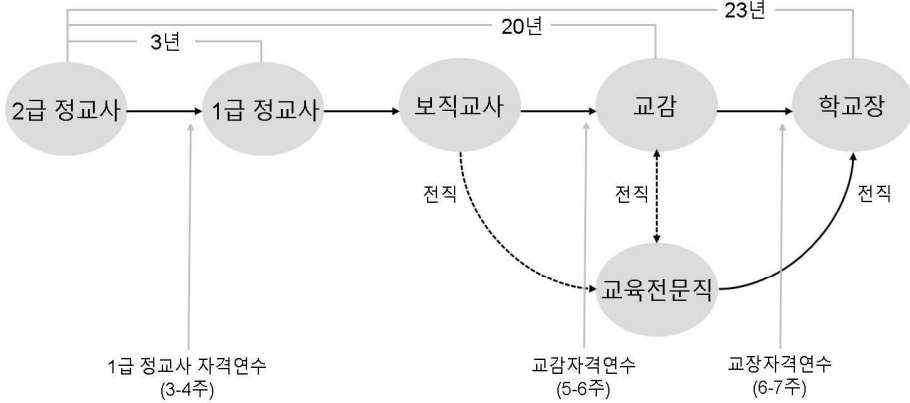 23년
20년
3년
2급 정교사
1급 정교사
보직교사
교감
학교장
전직
전직
전직
교육전문직
1급 정교사 자격연수
(3-4주)
교감자격연수
(5-6주)
교장자격연수
(6-7주)